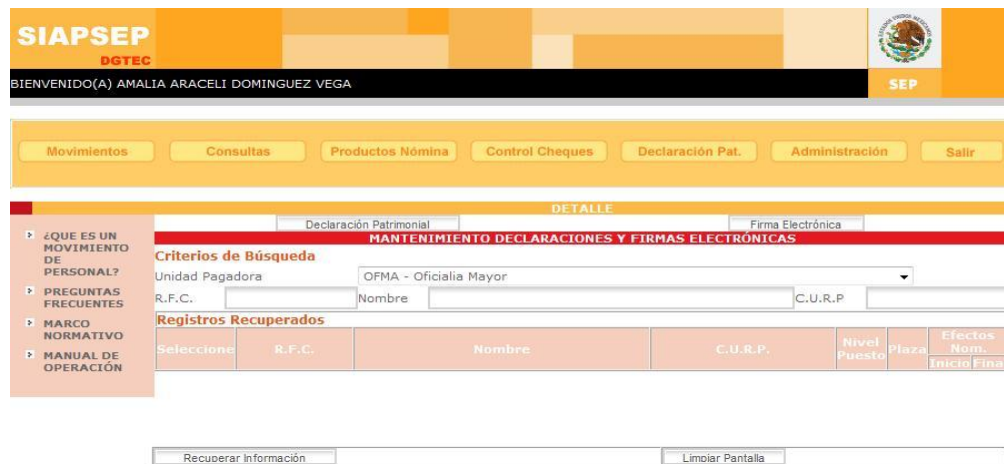 SIAPSEP
DGTEC
BIENVENIDO(A) AMALIA ARACELI DOMINGUEZ VEGA
SEP
Movimientos Consultas Productos Nómina Control Cheques Declaración Pat. Administración Salir
DETALLE
Declaración Patrimonial Firma Electrónica
MANTENIMIENTO DECLARACIONES Y FIRMAS ELECTRÓNICAS
¿QUE ES UN
MOVIMIENTO
DE
PERSONAL?
PREGUNTAS
FRECUENTES
MARCO
NORMATIVO
MANUAL DE
OPERACIÓN
Criterios de Búsqueda
Unidad Pagadora OFMA - Oficialia Mayor
R.F.C. Nombre C.U.R.P
Registros Recuperados
Seleccione R.F.C. Nombre C.U.R.P. Nivel Puesto Plaza Efectos Nom.
Inicio Fina
Recuperar Información Limpiar Pantalla